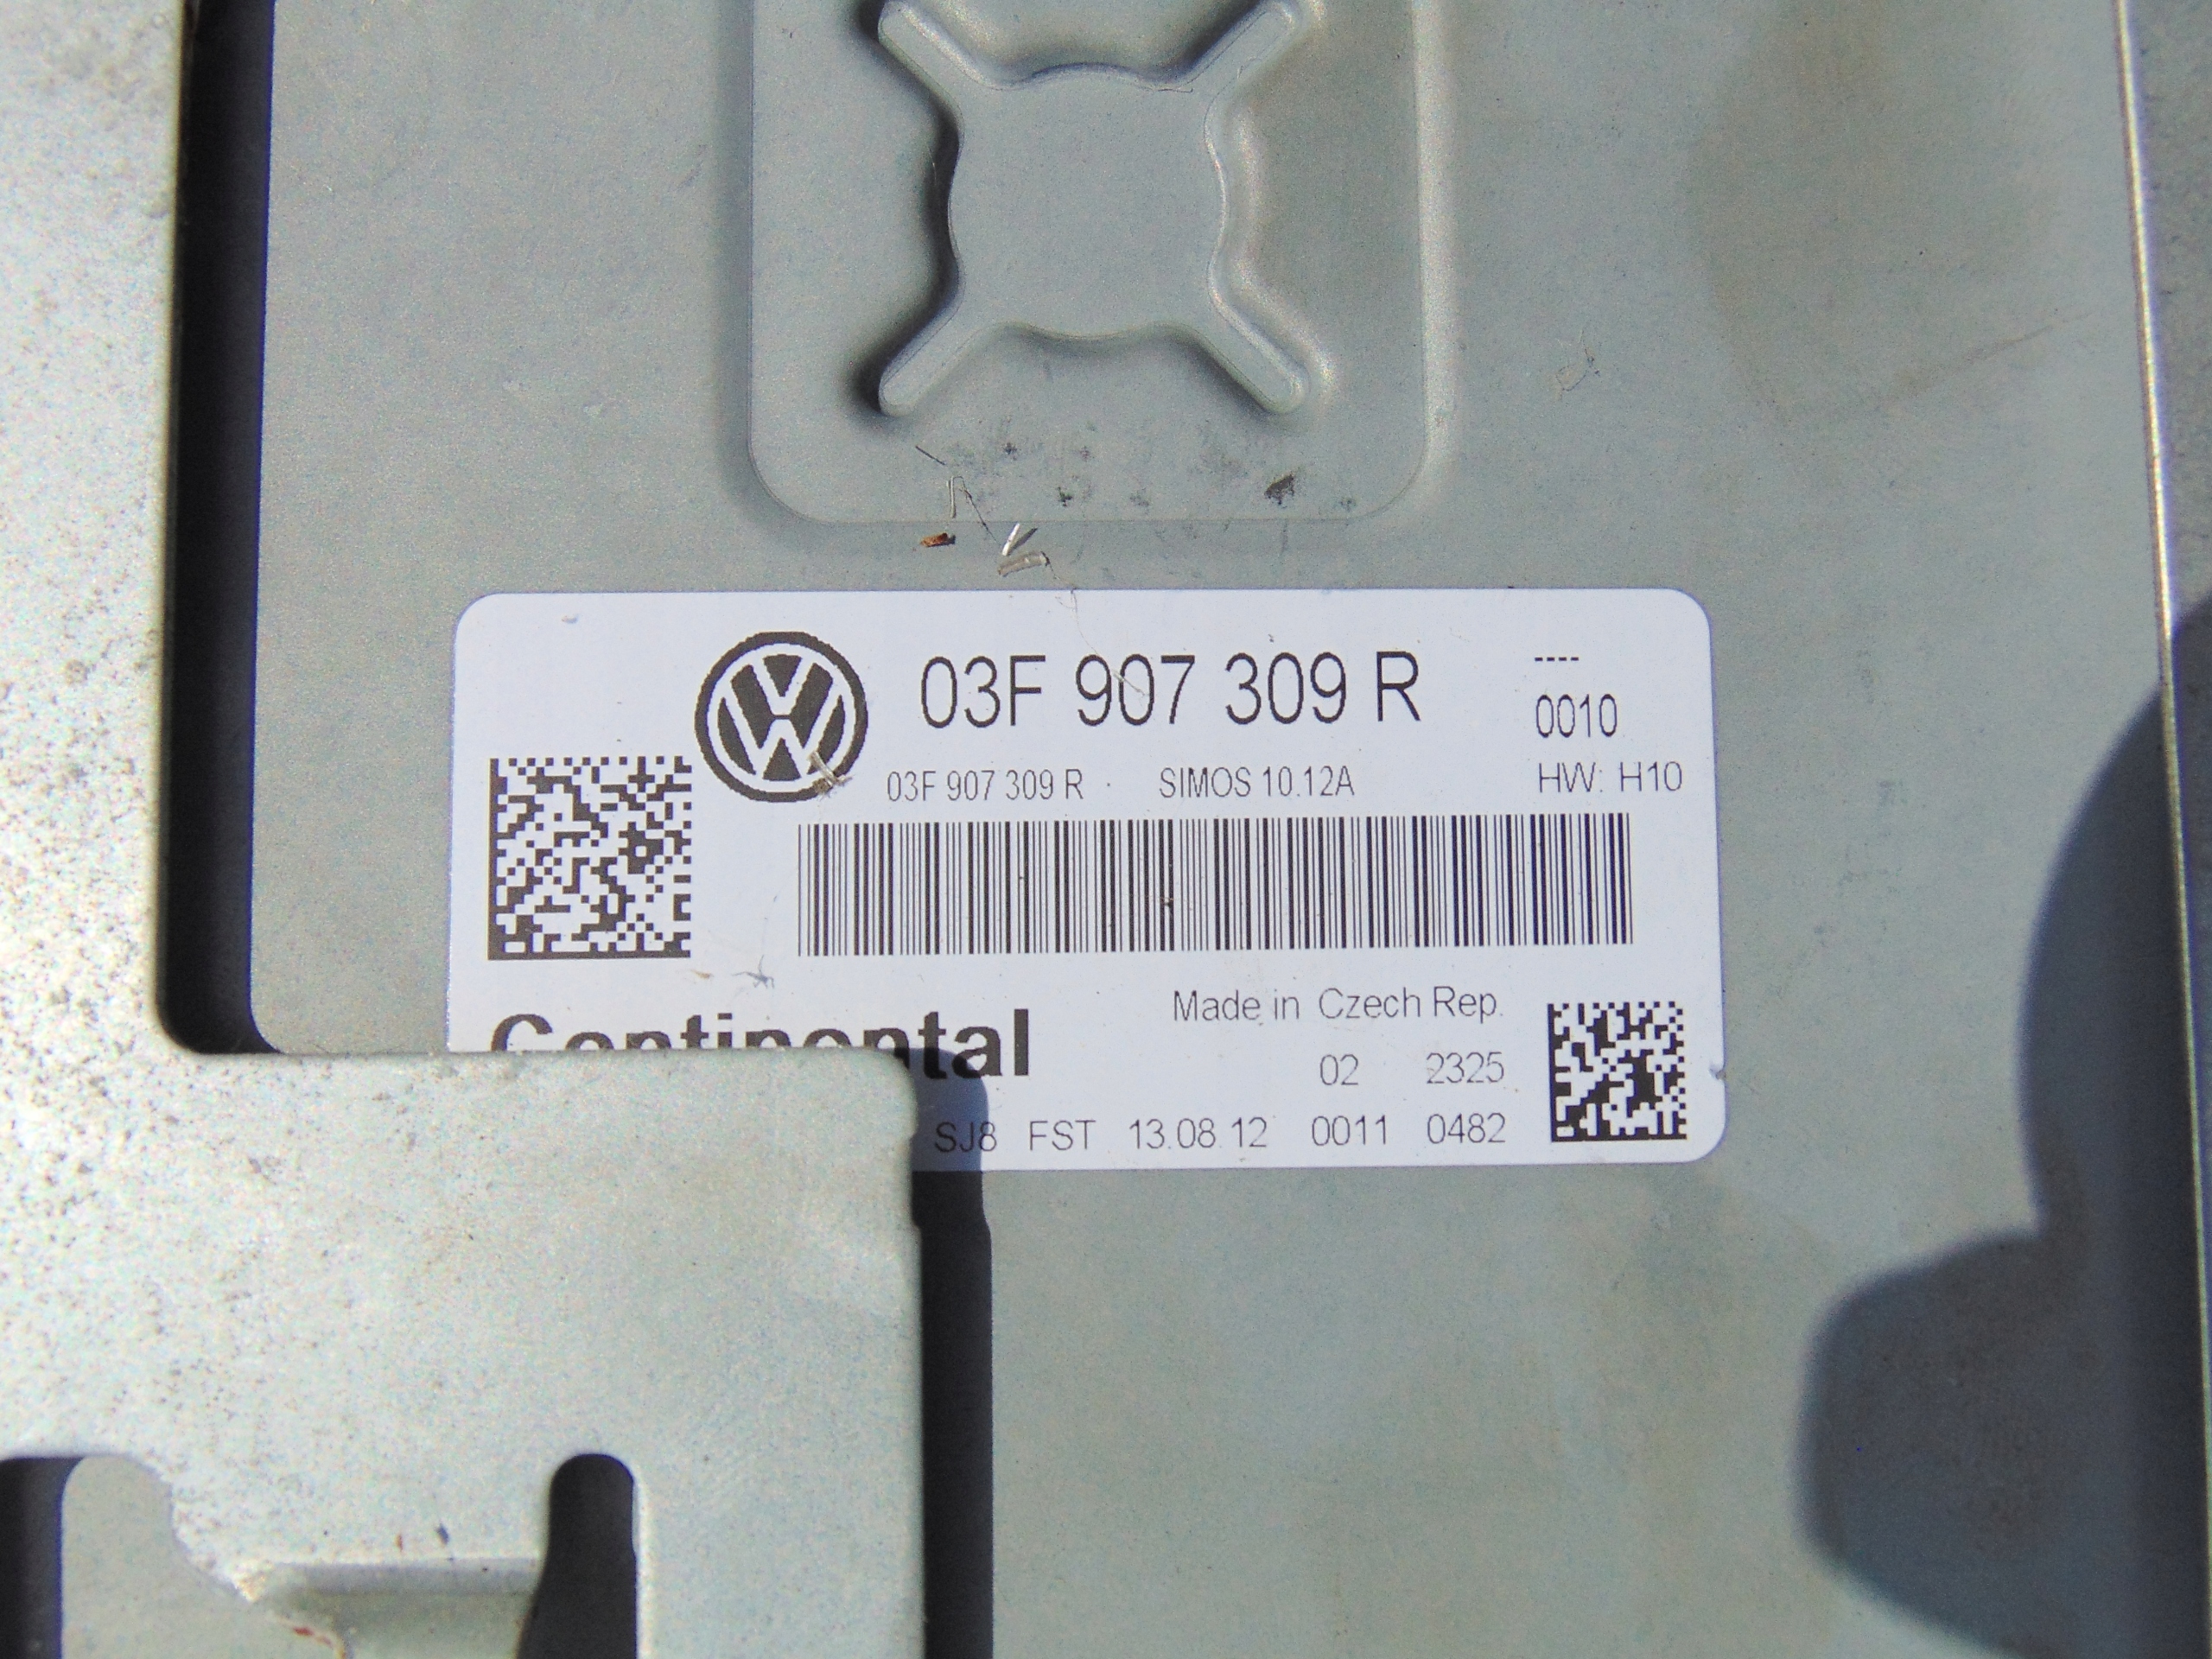 03F 907 309 R ----
0010
03F 907 309 R SIMOS 10.12A HW: H10
Continental
Made in Czech Rep.
02 2325
SJ8 FST 13.08.12 0011 0482